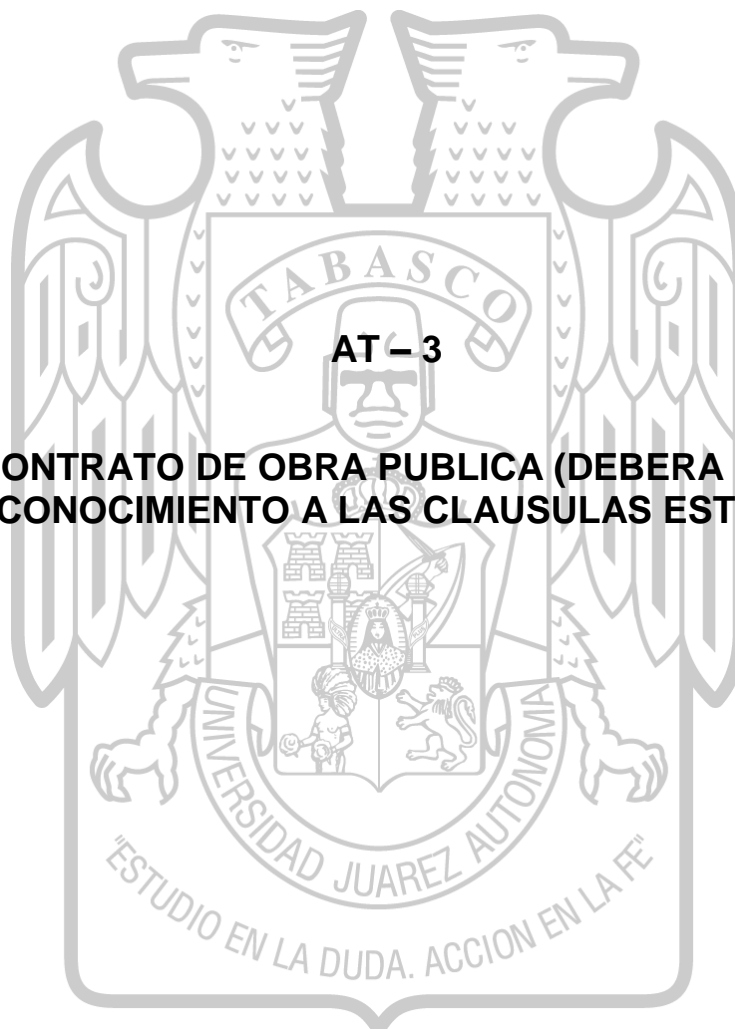 TABASCO
AT – 3
ONTRATO DE OBRA PUBLICA (DEBERA
CONOCIMIENTO A LAS CLAUSULAS EST
UNIVERSIDAD JUAREZ AUTONOMA
"ESTUDIO EN LA DUDA. ACCION EN LA FE"